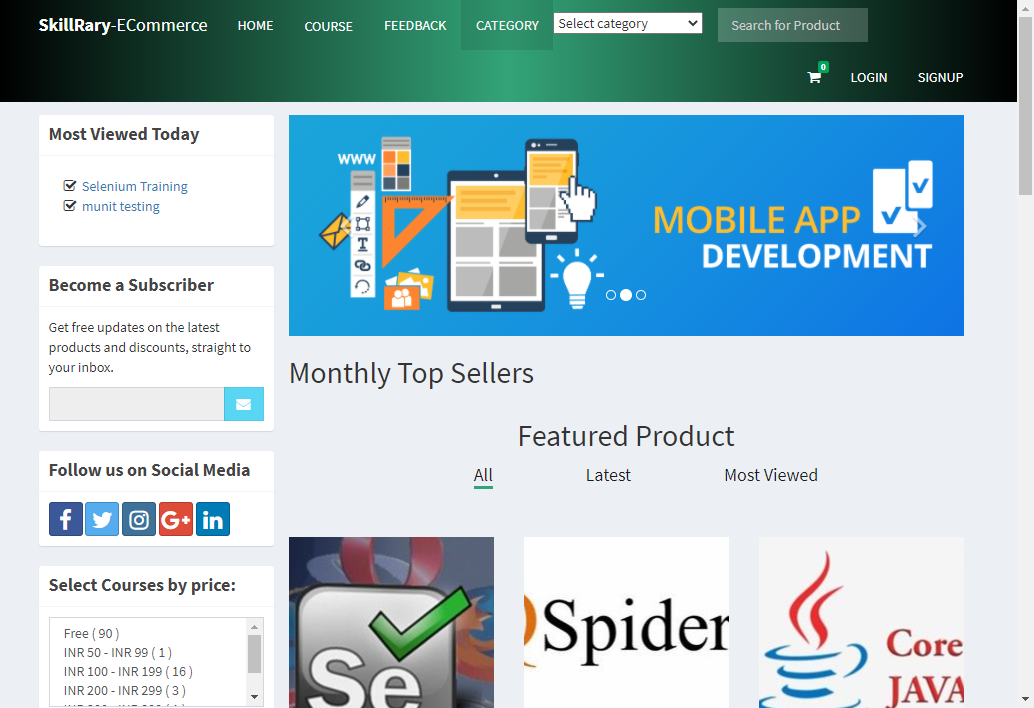 SkillRary-ECommerce HOME COURSE FEEDBACK CATEGORY Select category Search for Product
0
LOGIN SIGNUP
Most Viewed Today
Selenium Training
munit testing
Become a Subscriber
Get free updates on the latest
products and discounts, straight to
your inbox.
Follow us on Social Media
f G+ in
Select Courses by price:
Free ( 90 )
INR 50 - INR 99 ( 1 )
INR 100 - INR 199 ( 16 )
INR 200 - INR 299 ( 3 )
WWW
T
MOBILE APP
DEVELOPMENT
Monthly Top Sellers
Featured Product
All Latest Most Viewed
Se
Spider
Core
JAVA